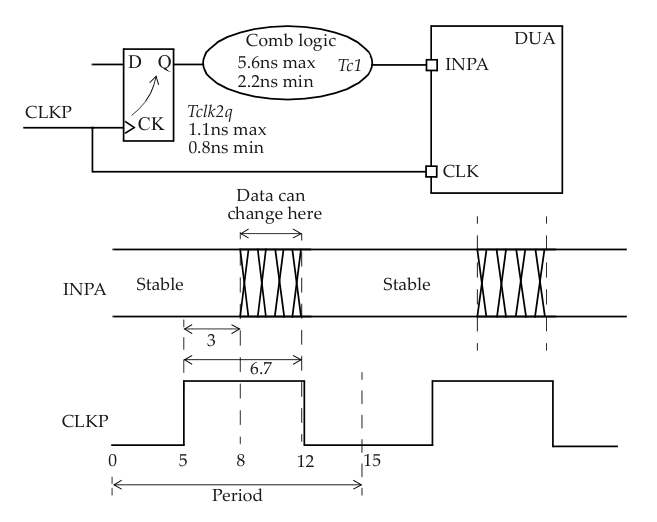 Comb logic
5.6ns max
2.2ns min
Tc1
DUA
INPA
D Q
CK
CLKP
Tclk2q
1.1ns max
0.8ns min
CLK
Data can
change here
INPA
Stable
Stable
3
6.7
CLKP
0 5 8 12 15
Period